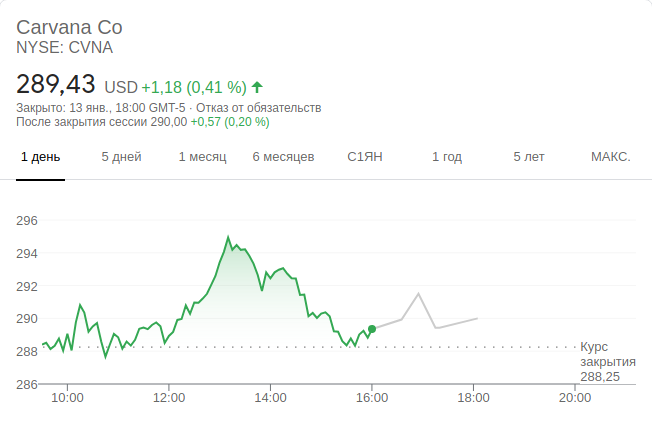 Carvana Co
NYSE: CVNA
289,43 USD +1,18 (0,41 %)
Закрыто: 13 янв., 18:00 GMT-5 · Отказ от обязательств
После закрытия сессии 290,00 +0,57 (0,20 %)
1 день 5 дней 1 месяц 6 месяцев С1ЯН 1 год 5 лет МАКС.
296
294
292
290
288
286
Курс
закрытия
288,25
10:00 12:00 14:00 16:00 18:00 20:00